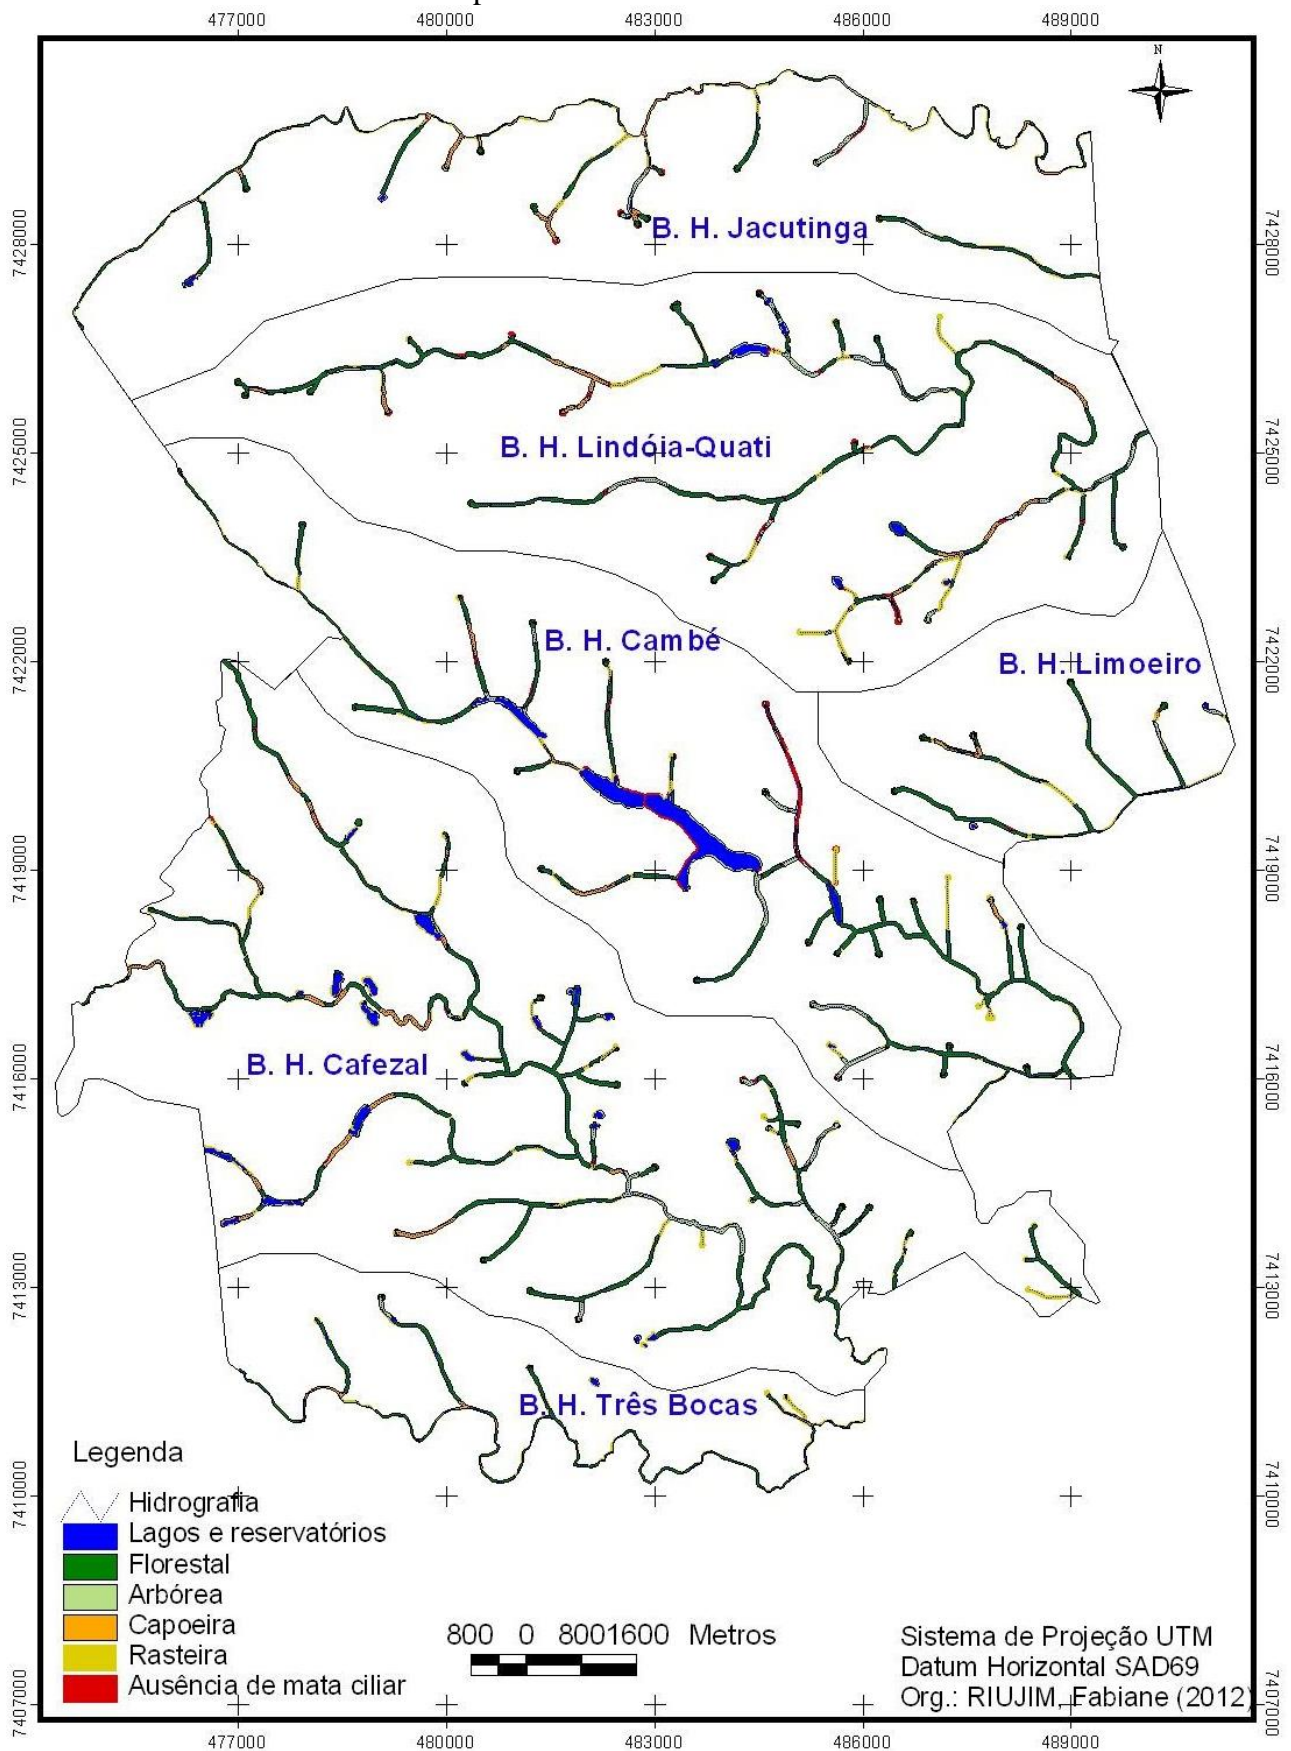 477000 480000 483000 486000 489000
N
7428000 7428000
B. H. Jacutinga
7425000 7425000
B. H. Lindóia-Quati
7422000 7422000
B. H. Cambé
B. H. Limoeiro
7419000 7419000
7416000 7416000
B. H. Cafezal
7413000 7413000
B. H. Três Bocas
7410000 7410000
Legenda
Hidrografia
Lagos e reservatórios
Florestal
Arbórea
Capoeira
Rasteira
Ausência de mata ciliar
800 0 8001600 Metros
Sistema de Projeção UTM
Datum Horizontal SAD69
Org.: RIUJIM, Fabiane (2012)
7407000 7407000
477000 480000 483000 486000 489000